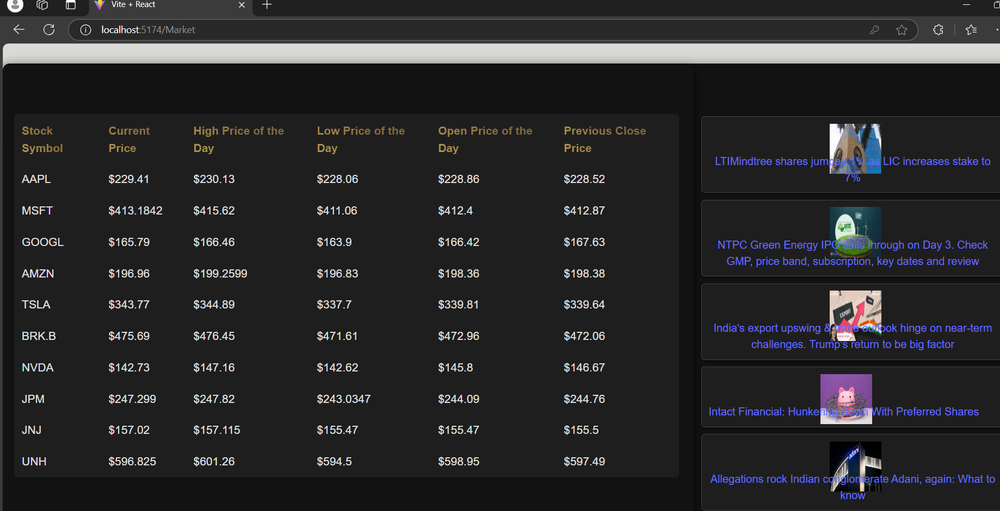 Vite + React
localhost:5174/Market
Stock Symbol
Current Price
High Price of the Day
Low Price of the Day
Open Price of the Day
Previous Close Price
AAPL $229.41 $230.13 $228.06 $228.86 $228.52
MSFT $413.1842 $415.62 $411.06 $412.4 $412.87
GOOGL $165.79 $166.46 $163.9 $166.42 $167.63
AMZN $196.96 $199.2599 $196.83 $198.36 $198.38
TSLA $343.77 $344.89 $337.7 $339.81 $339.64
BRK.B $475.69 $476.45 $471.61 $472.96 $472.06
NVDA $142.73 $147.16 $142.62 $145.8 $146.67
JPM $247.299 $247.82 $243.0347 $244.09 $244.76
JNJ $157.02 $157.115 $155.47 $155.47 $155.5
UNH $596.825 $601.26 $594.5 $598.95 $597.49
LTIMindtree shares jumped 1% as LIC increases stake to
7%
NTPC Green Energy IPO sails through on Day 3. Check
GMP, price band, subscription, key dates and review
EXPORT
India's export upswing & trade outlook hinge on near-term
challenges. Trump's return to be big factor
Intact Financial: Hunkering Down With Preferred Shares
adani
Allegations rock Indian conglomerate Adani, again: What to
know